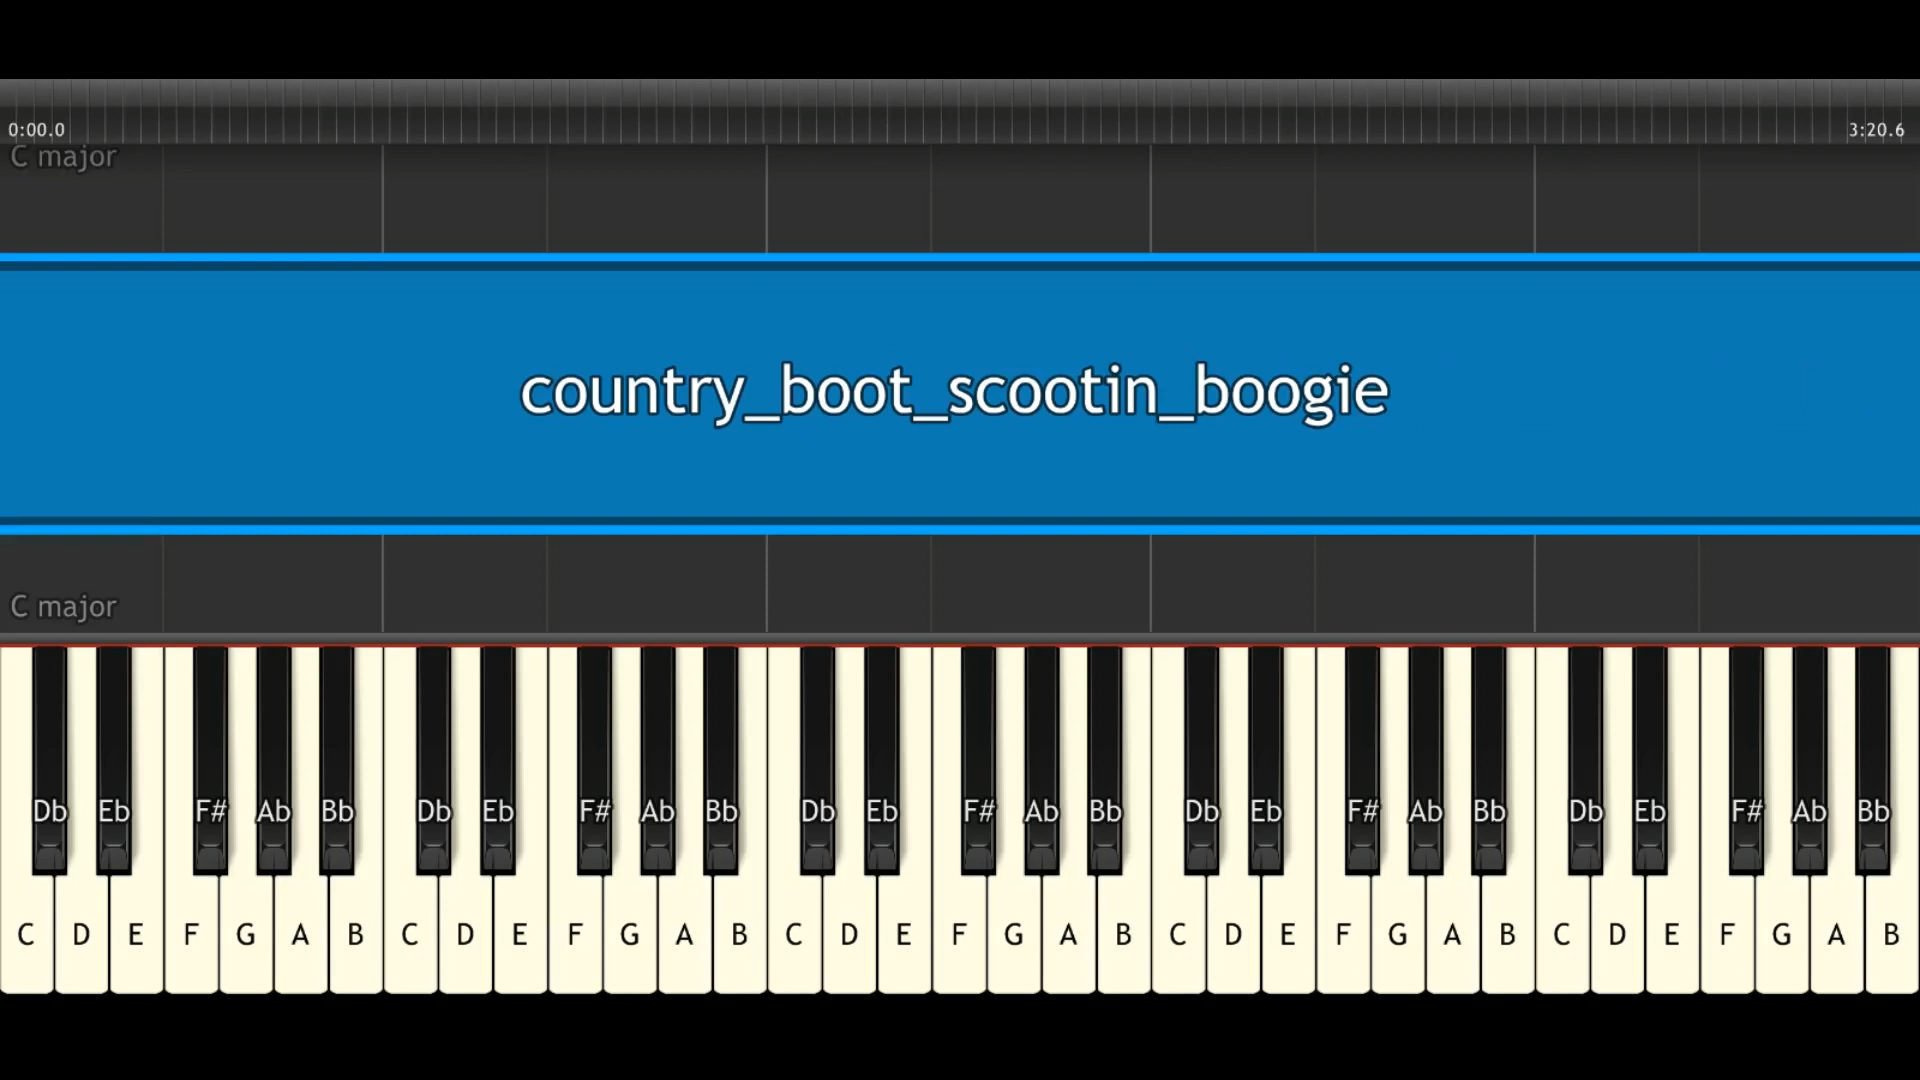 0:00.0 3:20.6
C major
country_boot_scootin_boogie
C major
Db Eb F# Ab Bb Db Eb F# Ab Bb Db Eb F# Ab Bb Db Eb F# Ab Bb Db Eb F# Ab Bb
C D E F G A B C D E F G A B C D E F G A B C D E F G A B C D E F G A B